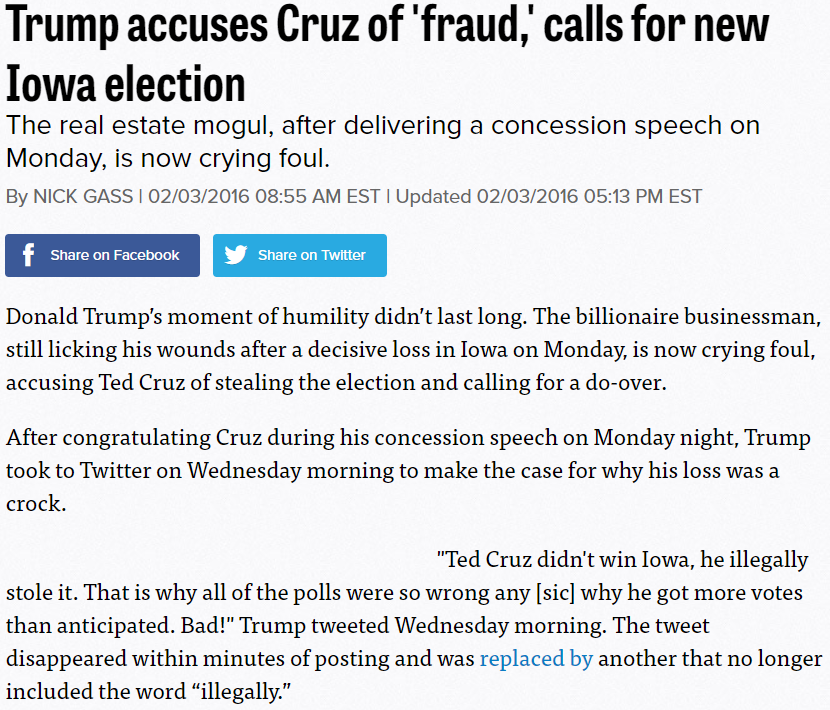 Trump accuses Cruz of 'fraud,' calls for new
Iowa election
The real estate mogul, after delivering a concession speech on
Monday, is now crying foul.
By NICK GASS | 02/03/2016 08:55 AM EST | Updated 02/03/2016 05:13 PM EST
Share on Facebook Share on Twitter
Donald Trump’s moment of humility didn’t last long. The billionaire businessman,
still licking his wounds after a decisive loss in Iowa on Monday, is now crying foul,
accusing Ted Cruz of stealing the election and calling for a do-over.
After congratulating Cruz during his concession speech on Monday night, Trump
took to Twitter on Wednesday morning to make the case for why his loss was a
crock.
"Ted Cruz didn't win Iowa, he illegally
stole it. That is why all of the polls were so wrong any [sic] why he got more votes
than anticipated. Bad!" Trump tweeted Wednesday morning. The tweet
disappeared within minutes of posting and was replaced by another that no longer
included the word “illegally.”